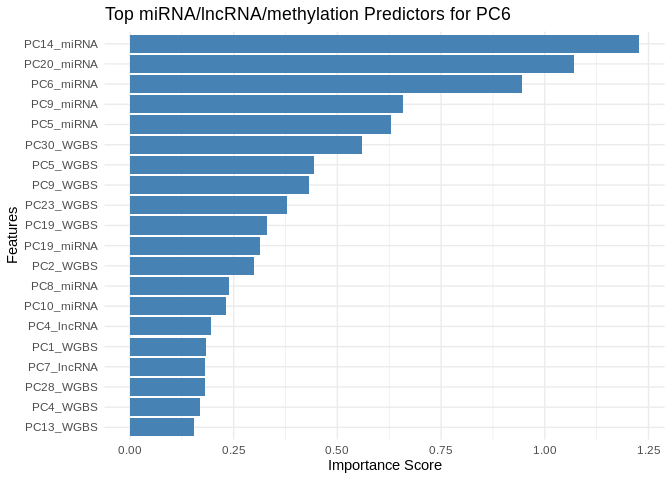 Top miRNA/lncRNA/methylation Predictors for PC6
Features
PC14_miRNA
PC20_miRNA
PC6_miRNA
PC9_miRNA
PC5_miRNA
PC30_WGBS
PC5_WGBS
PC9_WGBS
PC23_WGBS
PC19_WGBS
PC19_miRNA
PC2_WGBS
PC8_miRNA
PC10_miRNA
PC4_lncRNA
PC1_WGBS
PC7_lncRNA
PC28_WGBS
PC4_WGBS
PC13_WGBS
0.00 0.25 0.50 0.75 1.00 1.25
Importance Score